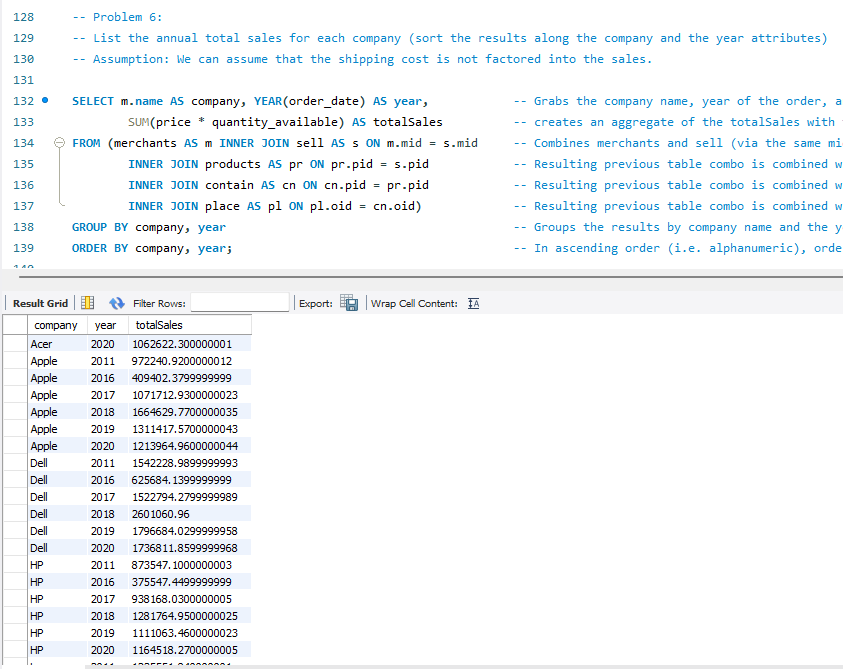 128 -- Problem 6:
129 -- List the annual total sales for each company (sort the results along the company and the year attributes)
130 -- Assumption: We can assume that the shipping cost is not factored into the sales.
131
132 SELECT m.name AS company, YEAR(order_date) AS year, -- Grabs the company name, year of the order, a
133 SUM(price * quantity_available) AS totalSales -- creates an aggregate of the totalSales with
134 FROM (merchants AS m INNER JOIN sell AS s ON m.mid = s.mid -- Combines merchants and sell (via the same mi
135 INNER JOIN products AS pr ON pr.pid = s.pid -- Resulting previous table combo is combined w
136 INNER JOIN contain AS cn ON cn.pid = pr.pid -- Resulting previous table combo is combined w
137 INNER JOIN place AS pl ON pl.oid = cn.oid) -- Resulting previous table combo is combined w
138 GROUP BY company, year -- Groups the results by company name and the y
139 ORDER BY company, year; -- In ascending order (i.e. alphanumeric), orde
Result Grid Filter Rows: Export: Wrap Cell Content:
company year totalSales
Acer 2020 1062622.300000001
Apple 2011 972240.9200000012
Apple 2016 409402.3799999999
Apple 2017 1071712.9300000023
Apple 2018 1664629.7700000035
Apple 2019 1311417.5700000043
Apple 2020 1213964.9600000044
Dell 2011 1542228.9899999993
Dell 2016 625684.1399999999
Dell 2017 1522794.2799999989
Dell 2018 2601060.96
Dell 2019 1796684.0299999958
Dell 2020 1736811.8599999968
HP 2011 873547.1000000003
HP 2016 375547.4499999999
HP 2017 938168.0300000005
HP 2018 1281764.9500000025
HP 2019 1111063.4600000023
HP 2020 1164518.2700000005